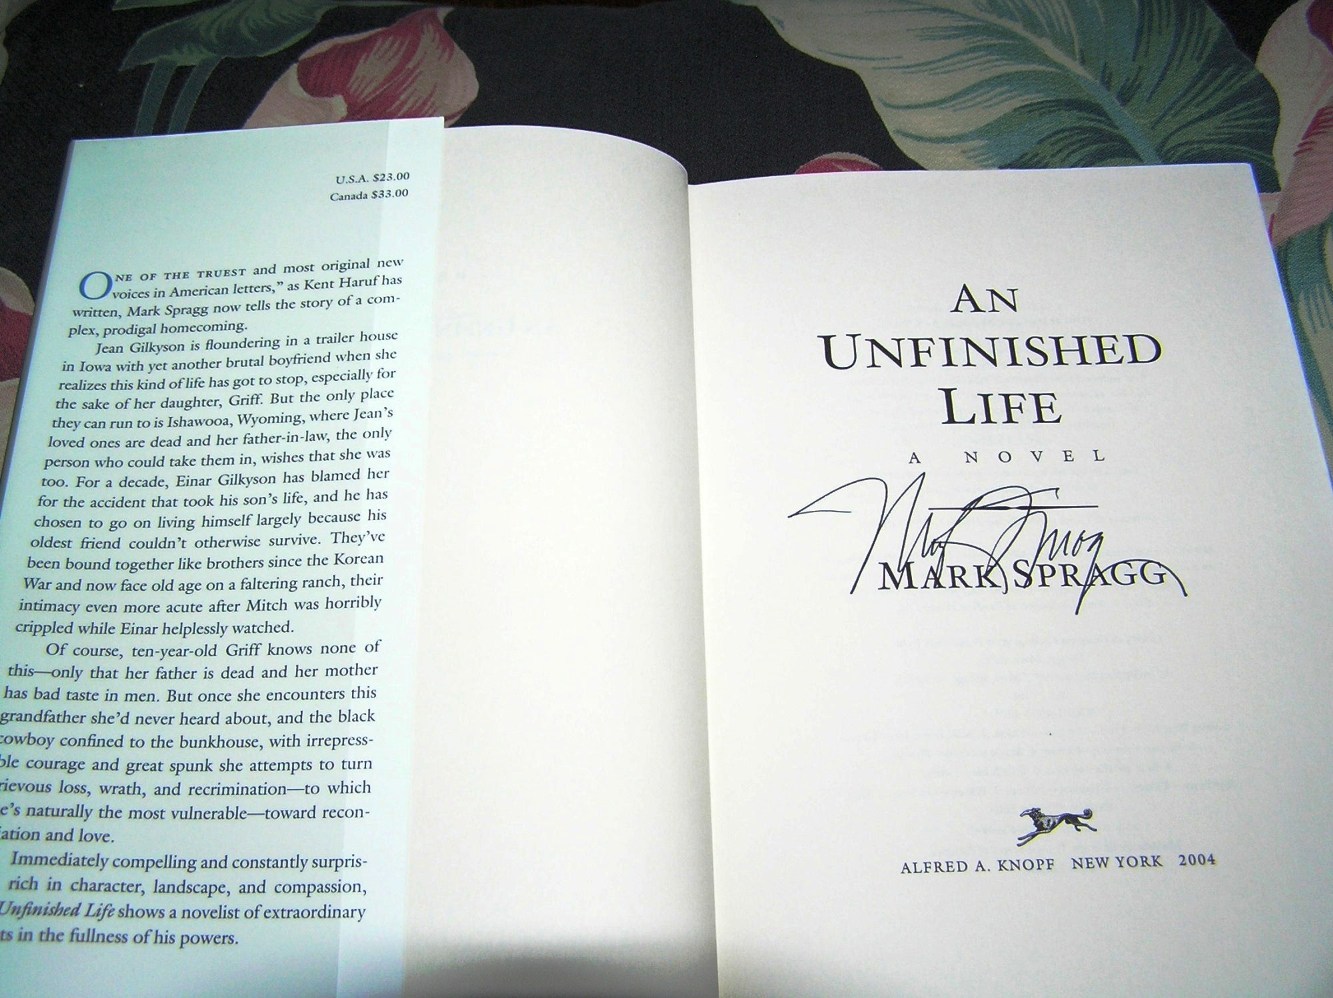 U.S.A. $23.00
Canada $33.00
ONE OF THE TRUEST and most original new
voices in American letters,” as Kent Haruf has
written, Mark Spragg now tells the story of a com-
plex, prodigal homecoming.
Jean Gilkyson is floundering in a trailer house
in Iowa with yet another brutal boyfriend when she
realizes this kind of life has got to stop, especially for
the sake of her daughter, Griff. But the only place
they can run to is Ishawooa, Wyoming, where Jean’s
loved ones are dead and her father-in-law, the only
person who could take them in, wishes that she was
too. For a decade, Einar Gilkyson has blamed her
for the accident that took his son’s life, and he has
chosen to go on living himself largely because his
oldest friend couldn’t otherwise survive. They’ve
been bound together like brothers since the Korean
War and now face old age on a faltering ranch, their
intimacy even more acute after Mitch was horribly
crippled while Einar helplessly watched.
Of course, ten-year-old Griff knows none of
this—only that her father is dead and her mother
has bad taste in men. But once she encounters this
grandfather she’d never heard about, and the black
cowboy confined to the bunkhouse, with irrepress-
ble courage and great spunk she attempts to turn
rievous loss, wrath, and recrimination—to which
e’s naturally the most vulnerable—toward recon-
iation and love.
Immediately compelling and constantly surpris-
rich in character, landscape, and compassion,
Unfinished Life shows a novelist of extraordinary
ts in the fullness of his powers.
AN
UNFINISHED
LIFE
A NOVEL
Mark Spragg
MARK SPRAGG
ALFRED A. KNOPF NEW YORK 2004